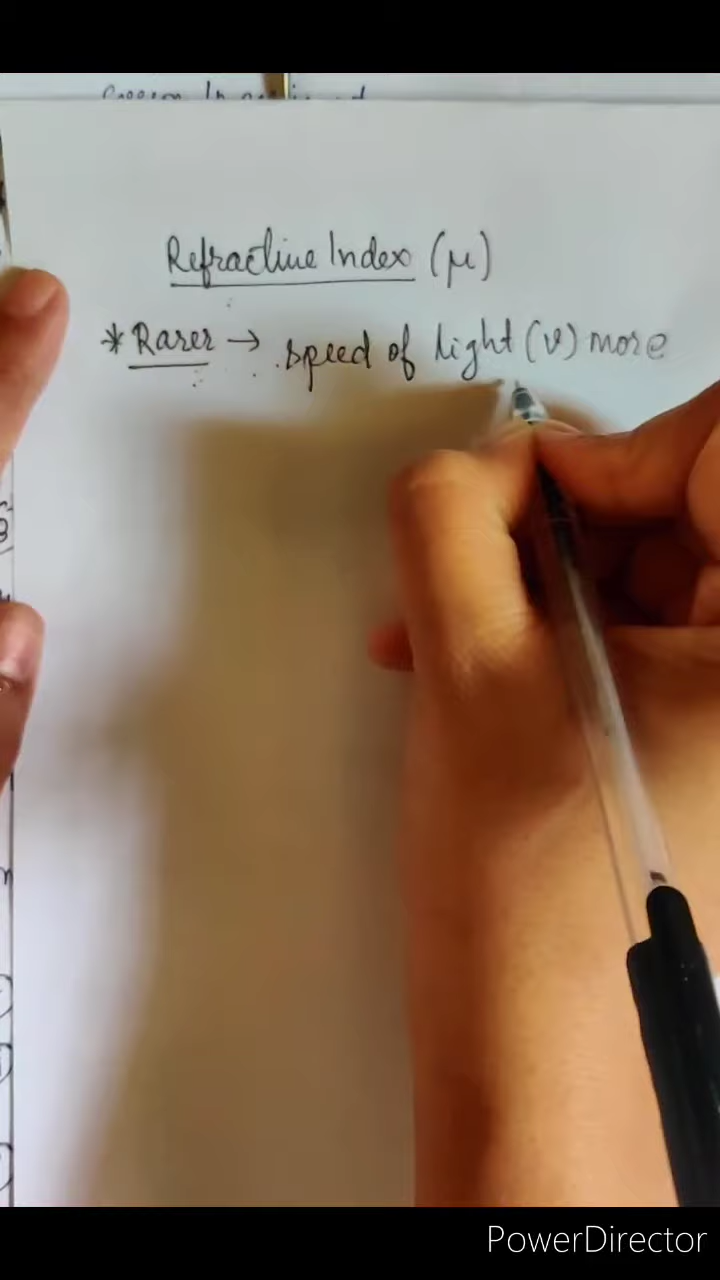 Refractive Index (μ)
* Rarer → speed of light (v) more
PowerDirector